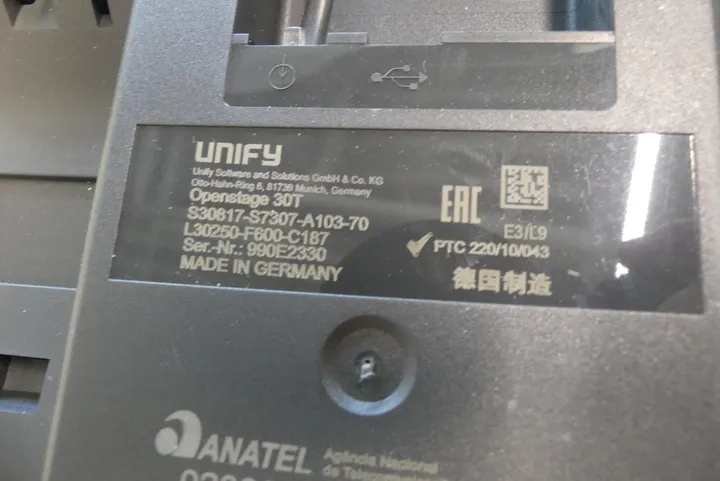 UNIFY
Unify Software and Solutions GmbH & Co. KG
Otto-Hahn-Ring 6, 81739 Munich, Germany
Openstage 30T
S30817-S7307-A103-70
L30250-F600-C187
Ser.-Nr.: 990E2330
MADE IN GERMANY
EAC
E3/L9
PTC 220/10/043
德国制造
ANATEL
Agência Nacional
de Telecomunicações